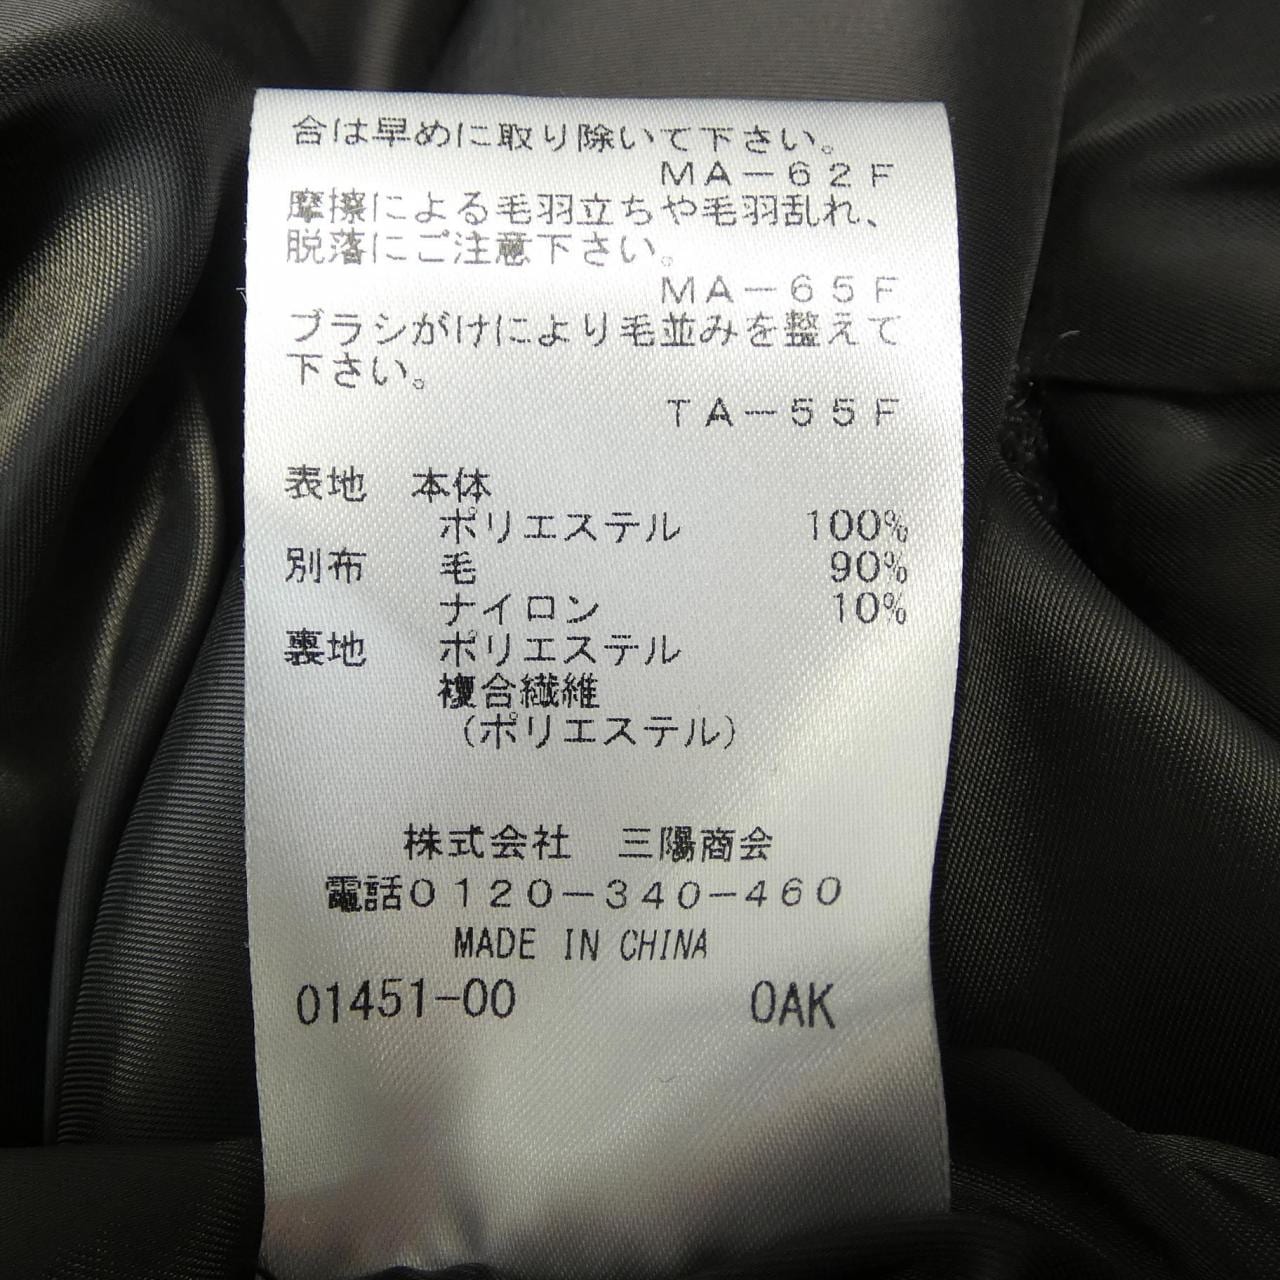 合は早めに取り除いて下さい。
MA-62F
摩擦による毛羽立ちや毛羽乱れ、
脱落にご注意下さい。
MA-65F
ブラシがけにより毛並みを整えて
下さい。
TA-55F
表地 本体
ポリエステル 100%
別布 毛 90%
ナイロン 10%
裏地 ポリエステル
複合繊維
(ポリエステル)
株式会社 三陽商会
電話0120-340-460
MADE IN CHINA
01451-00 OAK